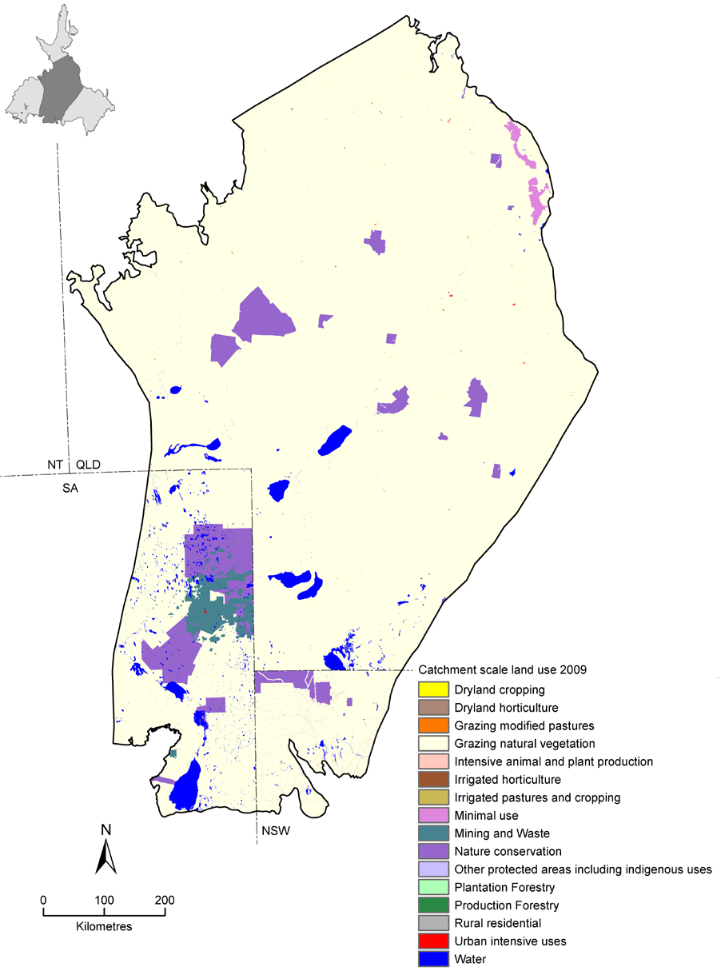 NT QLD
SA
Catchment scale land use 2009
Dryland cropping
Dryland horticulture
Grazing modified pastures
Grazing natural vegetation
Intensive animal and plant production
Irrigated horticulture
Irrigated pastures and cropping
Minimal use
Mining and Waste
Nature conservation
Other protected areas including indigenous uses
Plantation Forestry
Production Forestry
Rural residential
Urban intensive uses
Water
NSW
N
0 100 200
Kilometres